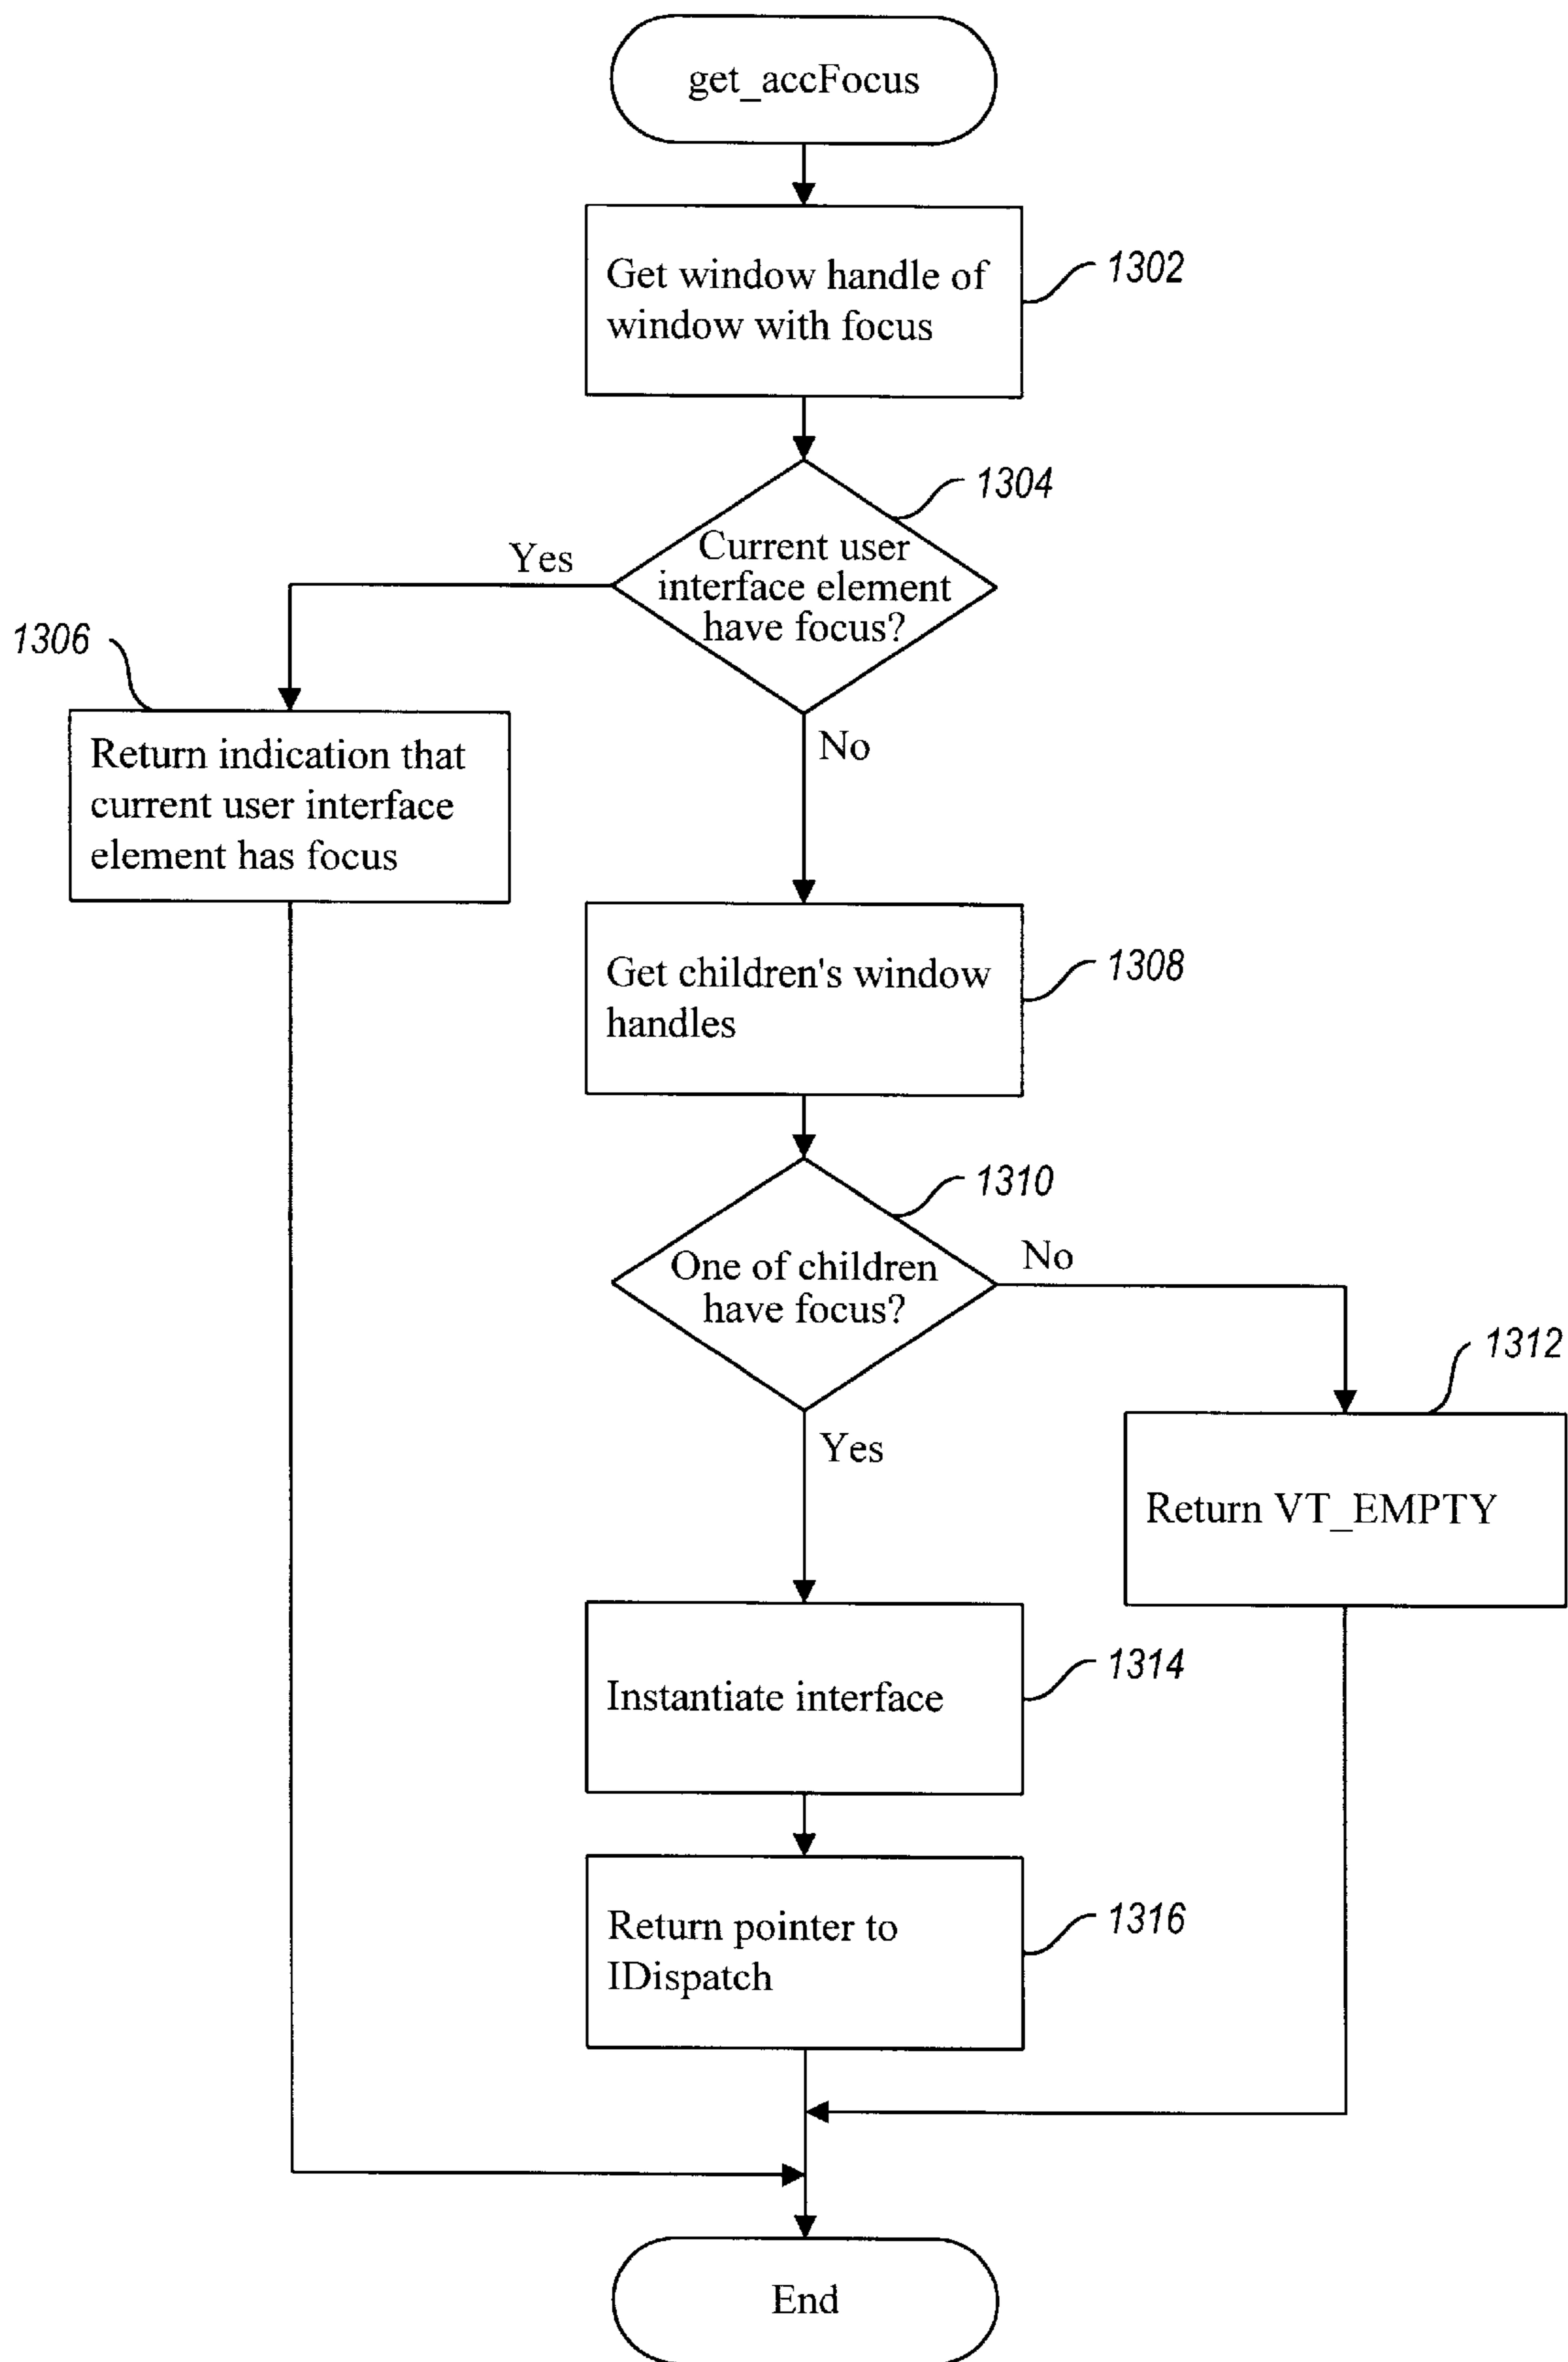 get_accFocus
Get window handle of
window with focus
1302
1304
Current user
interface element
have focus?
Yes
1306
Return indication that
current user interface
element has focus
No
Get children's window
handles
1308
1310
One of children
have focus?
No
1312
Yes
Return VT_EMPTY
Instantiate interface
1314
Return pointer to
IDispatch
1316
End